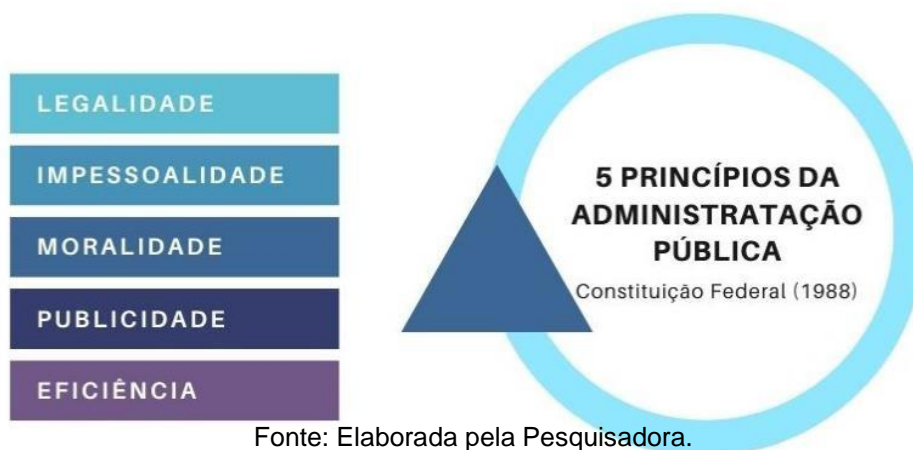 LEGALIDADE
IMPESSOALIDADE
MORALIDADE
PUBLICIDADE
EFICIÊNCIA
5 PRINCÍPIOS DA
ADMINISTRATAÇÃO
PÚBLICA
Constituição Federal (1988)
Fonte: Elaborada pela Pesquisadora.